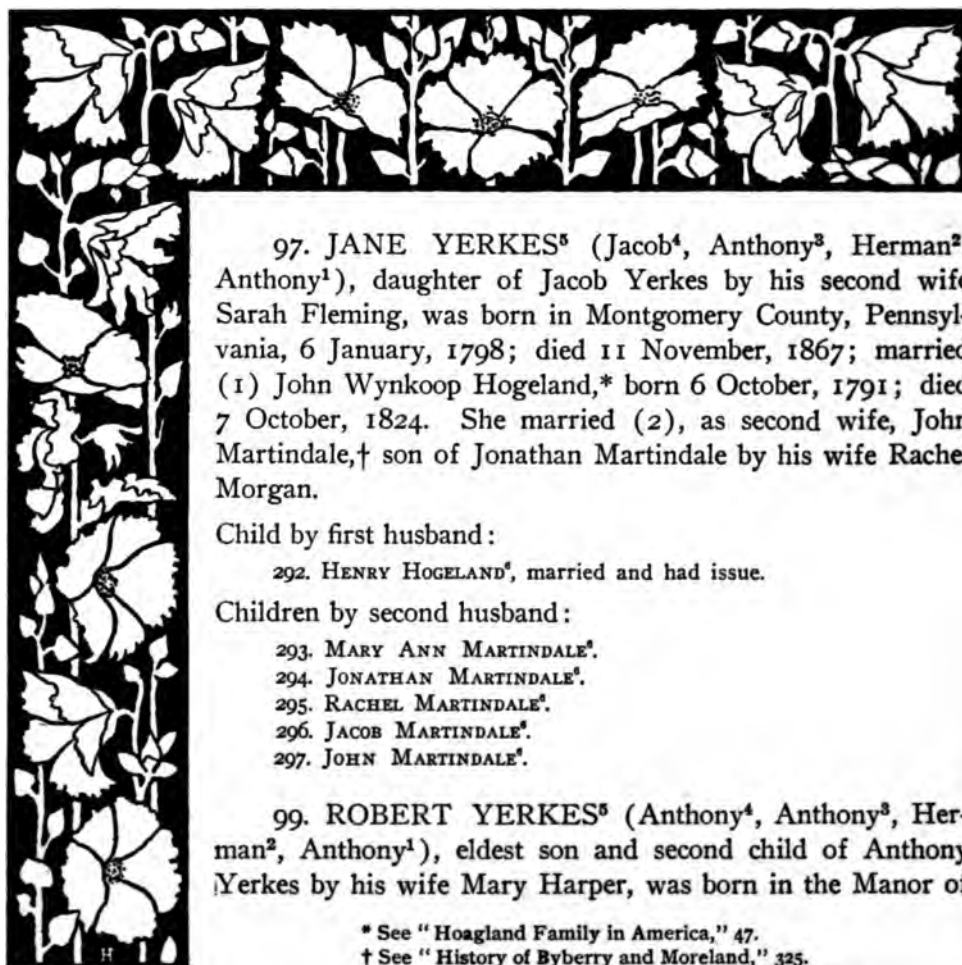 97. JANE YERKES⁵ (Jacob⁴, Anthony³, Herman²
Anthony¹), daughter of Jacob Yerkes by his second wife
Sarah Fleming, was born in Montgomery County, Pennsyl-
vania, 6 January, 1798; died 11 November, 1867; married
(1) John Wynkoop Hogeland,* born 6 October, 1791; died
7 October, 1824. She married (2), as second wife, John
Martindale,† son of Jonathan Martindale by his wife Rache
Morgan.
Child by first husband:
292. HENRY HOGELAND⁶, married and had issue.
Children by second husband:
293. MARY ANN MARTINDALE⁶.
294. JONATHAN MARTINDALE⁶.
295. RACHEL MARTINDALE⁶.
296. JACOB MARTINDALE⁶.
297. JOHN MARTINDALE⁶.
99. ROBERT YERKES⁵ (Anthony⁴, Anthony³, Her-
man², Anthony¹), eldest son and second child of Anthony
Yerkes by his wife Mary Harper, was born in the Manor of
* See "Hoagland Family in America," 47.
† See "History of Byberry and Moreland," 325.
H